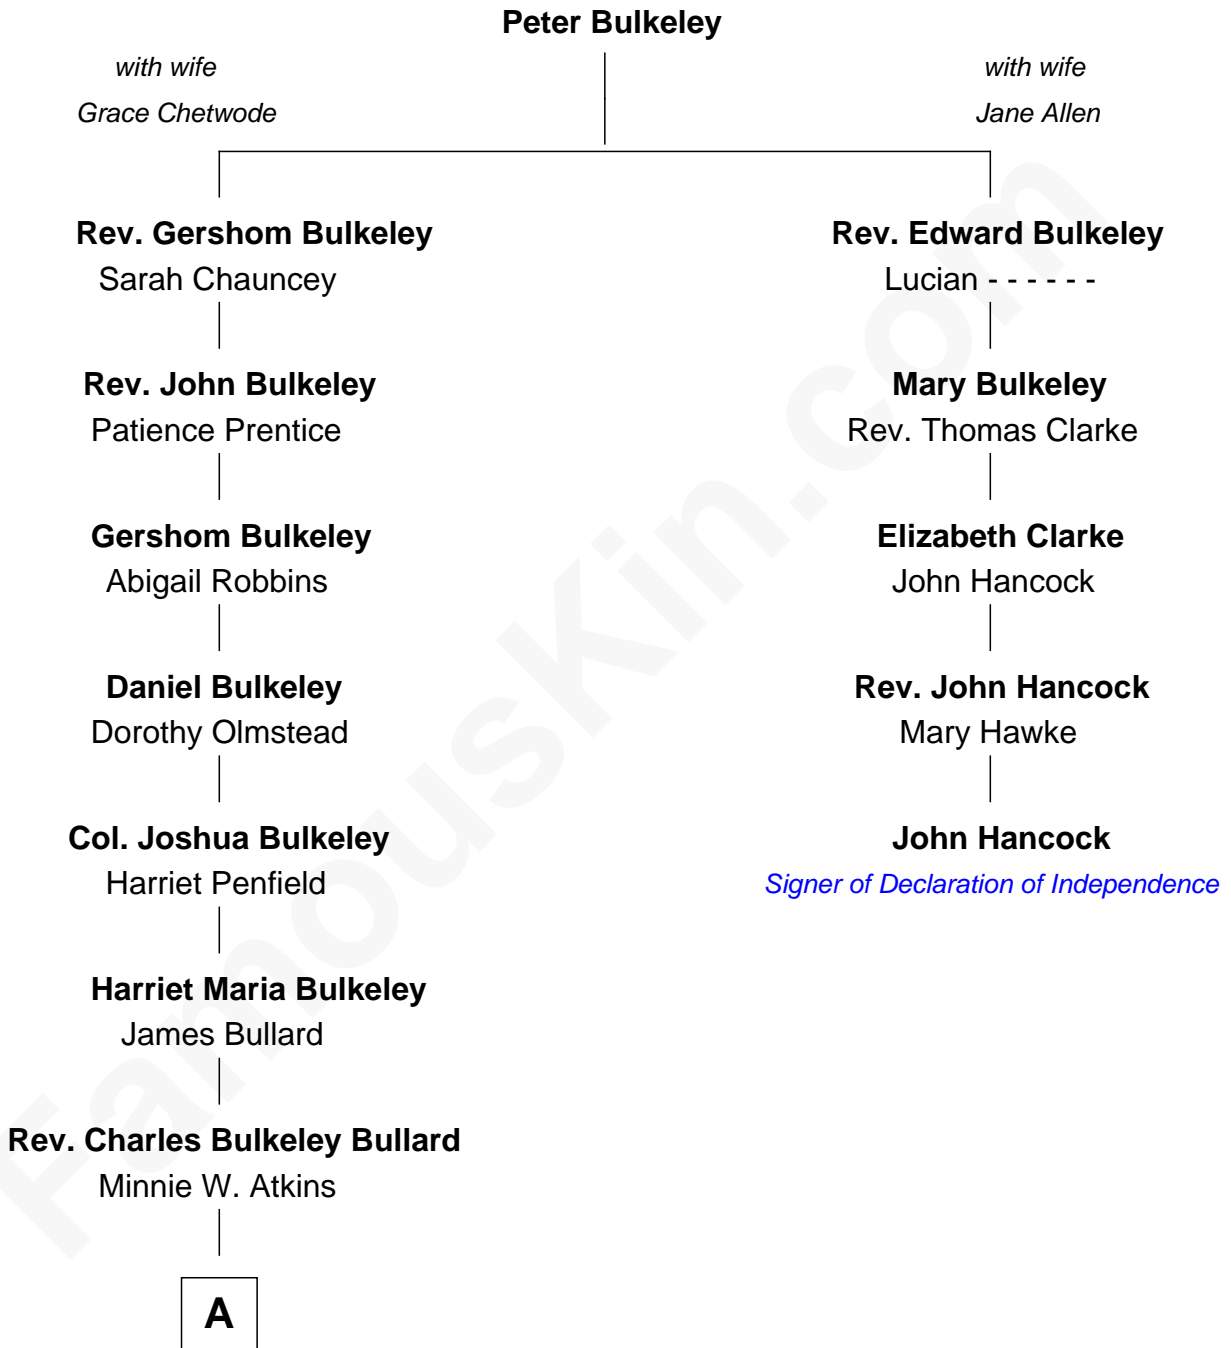 Peter Bulkeley
with wife
Grace Chetwode
with wife
Jane Allen
Rev. Gershom Bulkeley
Sarah Chauncey
Rev. Edward Bulkeley
Lucian - - - - - -
Rev. John Bulkeley
Patience Prentice
Mary Bulkeley
Rev. Thomas Clarke
Gershom Bulkeley
Abigail Robbins
Elizabeth Clarke
John Hancock
Daniel Bulkeley
Dorothy Olmstead
Rev. John Hancock
Mary Hawke
Col. Joshua Bulkeley
Harriet Penfield
John Hancock
Signer of Declaration of Independence
Harriet Maria Bulkeley
James Bullard
Rev. Charles Bulkeley Bullard
Minnie W. Atkins
A
FamousKin.com